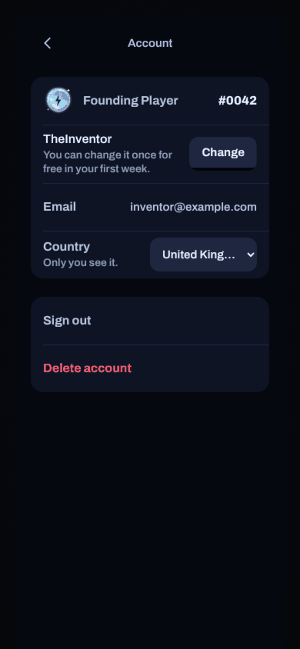 Account
Founding Player #0042
TheInventor
You can change it once for
free in your first week.
Change
Email inventor@example.com
Country
Only you see it.
United King...
Sign out
Delete account